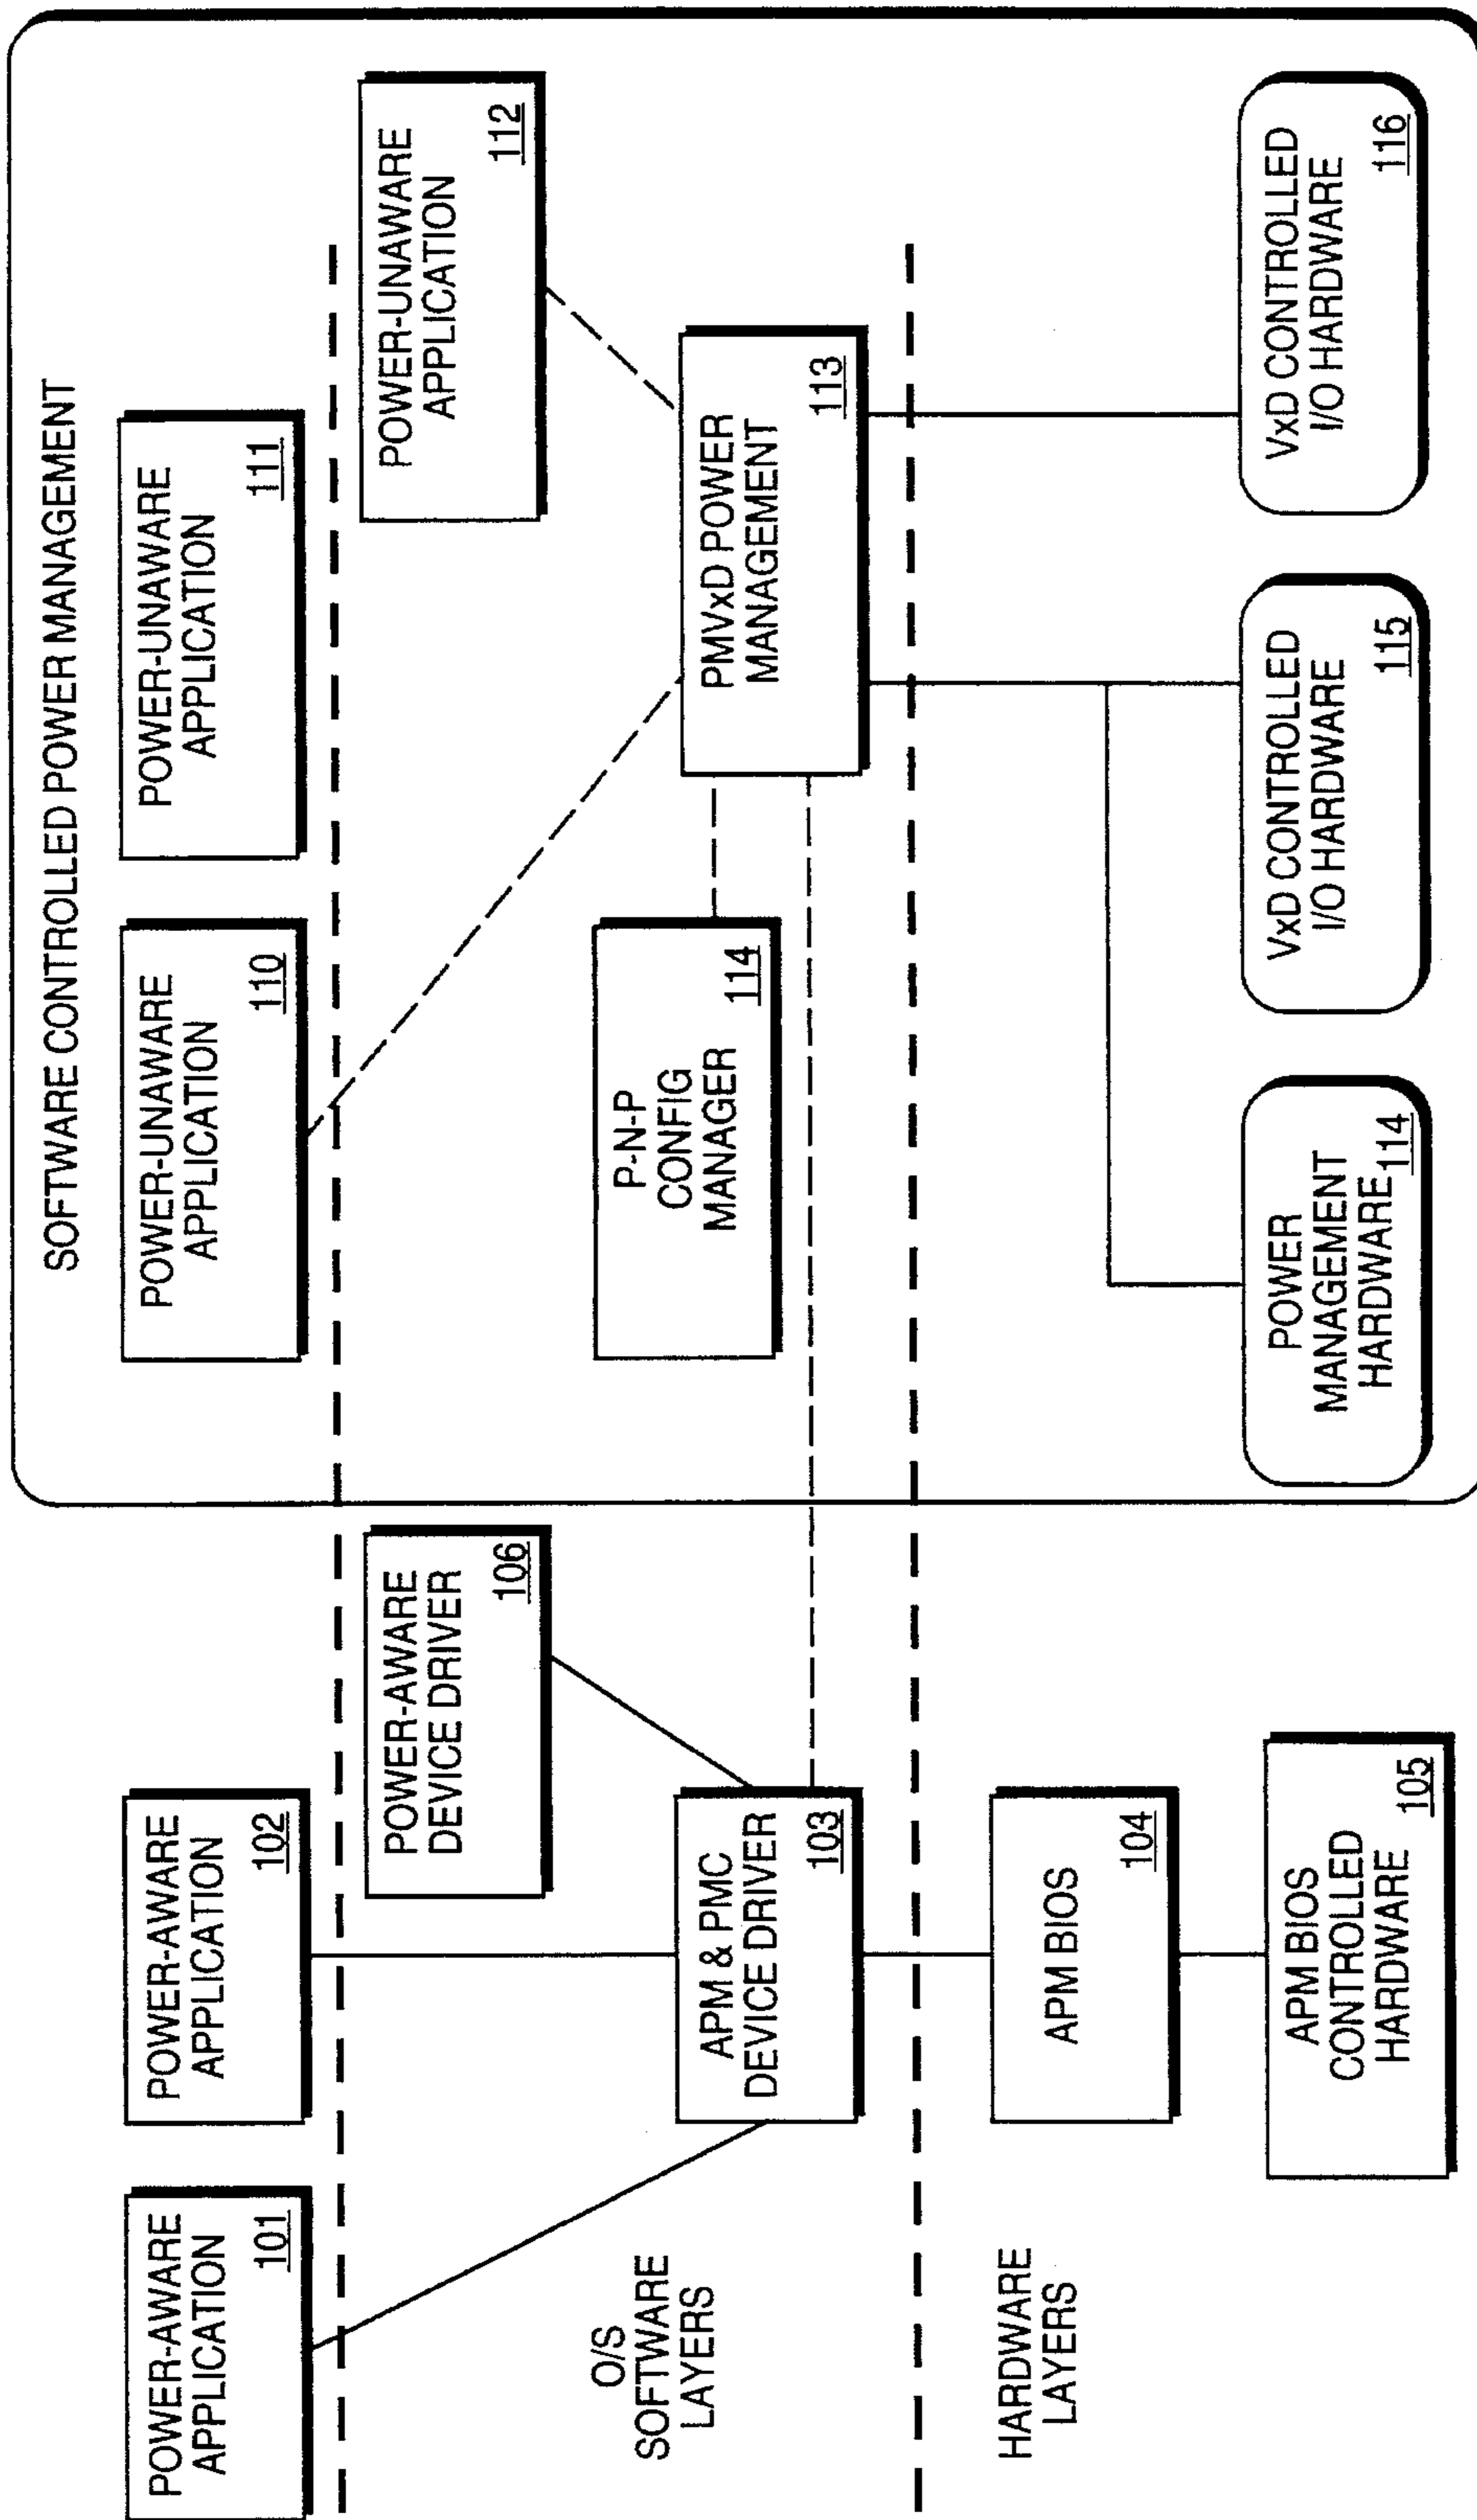 SOFTWARE CONTROLLED POWER MANAGEMENT
POWER-AWARE
APPLICATION
101
POWER-AWARE
APPLICATION
102
POWER-UNAWARE
APPLICATION
110
POWER-UNAWARE
APPLICATION
111
POWER-AWARE
DEVICE DRIVER
106
POWER-UNAWARE
APPLICATION
112
O/S
SOFTWARE
LAYERS
APM & PMC
DEVICE DRIVER
103
P-N-P
CONFIG
MANAGER
114
PMVxD POWER
MANAGEMENT
113
HARDWARE
LAYERS
APM BIOS
104
APM BIOS
CONTROLLED
HARDWARE
105
POWER
MANAGEMENT
HARDWARE 114
VxD CONTROLLED
I/O HARDWARE
115
VxD CONTROLLED
I/O HARDWARE
116